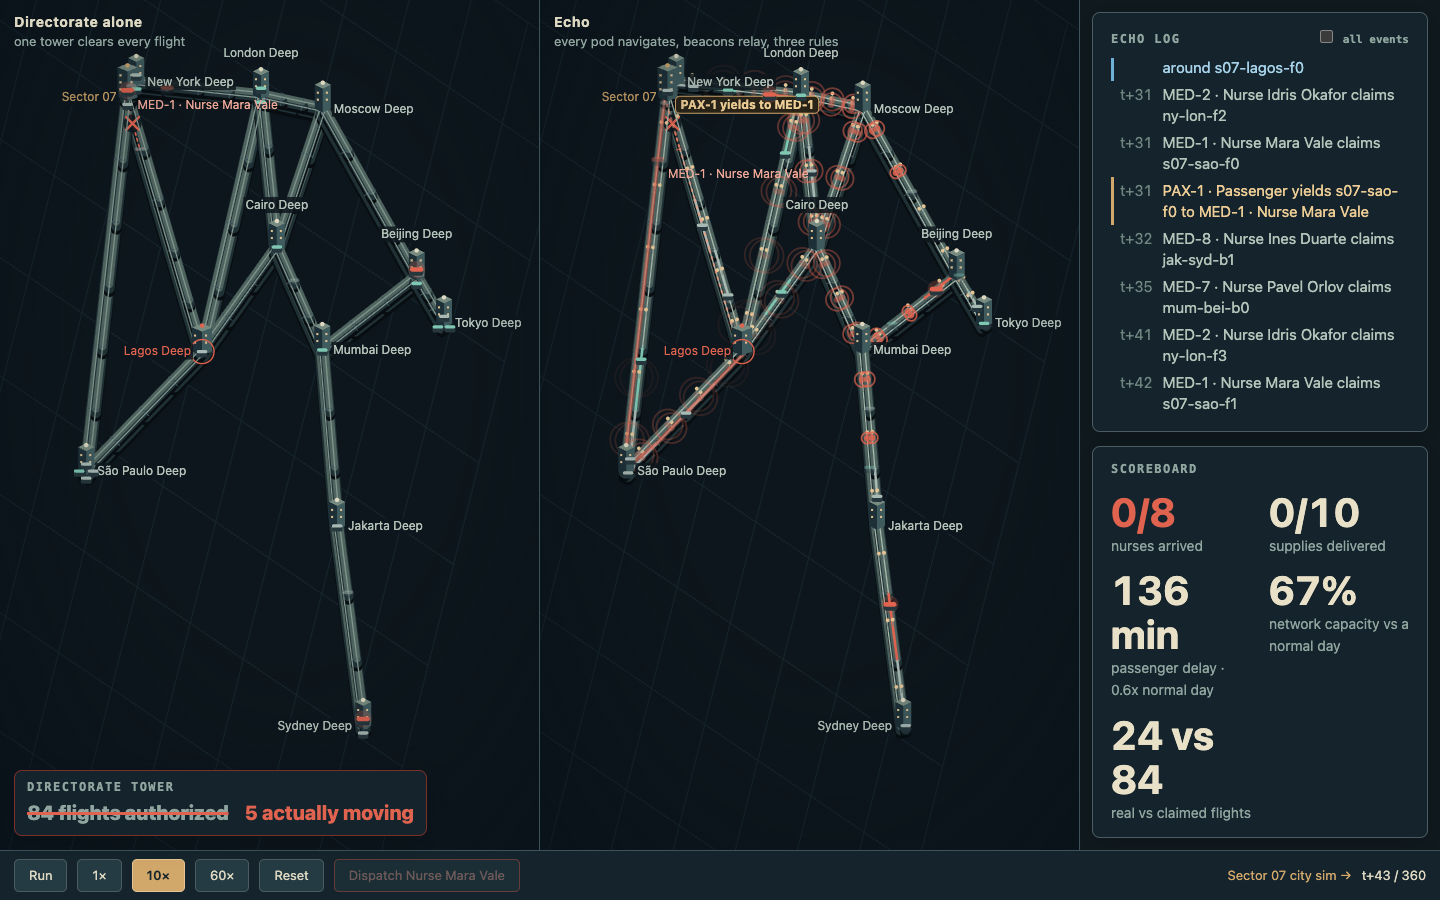 Directorate alone
one tower clears every flight
London Deep
New York Deep
Sector 07
MED-1 · Nurse Mara Vale
Moscow Deep
Cairo Deep
Beijing Deep
Tokyo Deep
Lagos Deep
Mumbai Deep
São Paulo Deep
Jakarta Deep
Sydney Deep
DIRECTORATE TOWER
84 flights authorized 5 actually moving
Echo
every pod navigates, beacons relay, three rules
London Deep
New York Deep
Sector 07
PAX-1 yields to MED-1
Moscow Deep
MED-1 · Nurse Mara Vale
Cairo Deep
Beijing Deep
Tokyo Deep
Lagos Deep
Mumbai Deep
São Paulo Deep
Jakarta Deep
Sydney Deep
ECHO LOG
all events
around s07-lagos-f0
t+31 MED-2 · Nurse Idris Okafor claims
ny-lon-f2
t+31 MED-1 · Nurse Mara Vale claims
s07-sao-f0
t+31 PAX-1 · Passenger yields s07-sao-
f0 to MED-1 · Nurse Mara Vale
t+32 MED-8 · Nurse Ines Duarte claims
jak-syd-b1
t+35 MED-7 · Nurse Pavel Orlov claims
mum-bei-b0
t+41 MED-2 · Nurse Idris Okafor claims
ny-lon-f3
t+42 MED-1 · Nurse Mara Vale claims
s07-sao-f1
SCOREBOARD
0/8
nurses arrived
0/10
supplies delivered
136
min
passenger delay ·
0.6x normal day
67%
network capacity vs a
normal day
24 vs
84
real vs claimed flights
Run
1×
10×
60×
Reset
Dispatch Nurse Mara Vale
Sector 07 city sim →
t+43 / 360